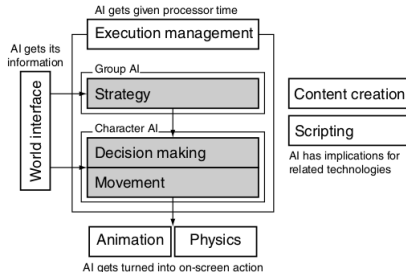 AI gets given processor time
Execution management
AI gets its
information
Group AI
Strategy
World interface
Character AI
Decision making
Movement
Animation
Physics
AI gets turned into on-screen action
Content creation
Scripting
AI has implications for
related technologies